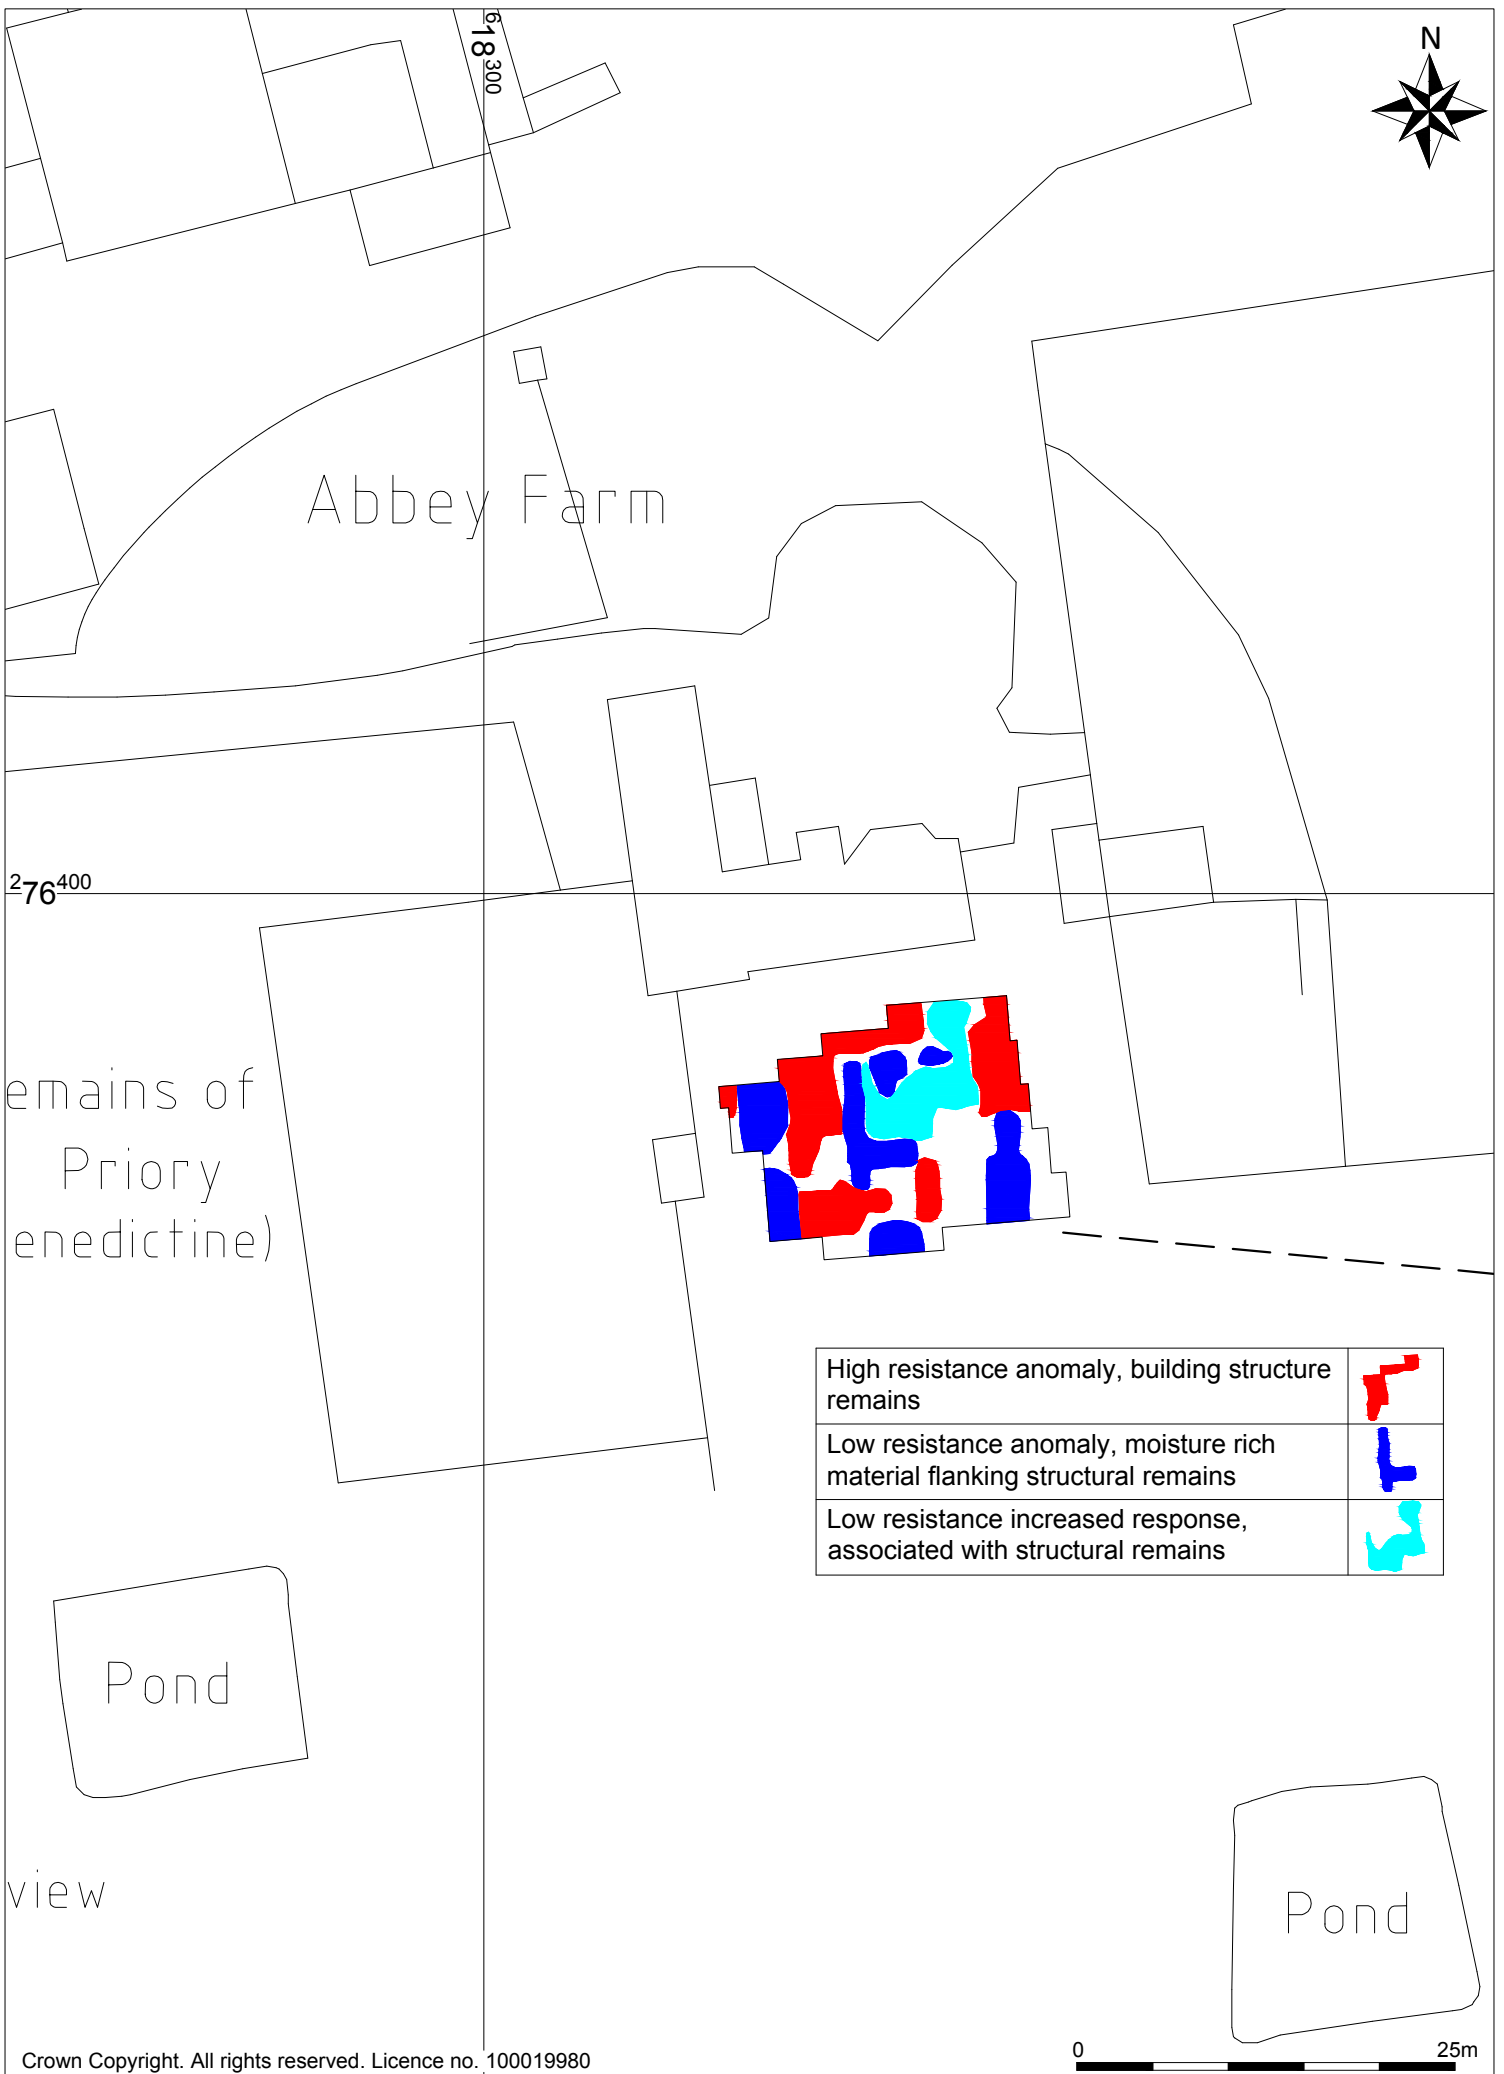 618300
N
Abbey Farm
276400
emains of
Priory
enedictine)
High resistance anomaly, building structure
remains
Low resistance anomaly, moisture rich
material flanking structural remains
Low resistance increased response,
associated with structural remains
Pond
view
Pond
0 25m
Crown Copyright. All rights reserved. Licence no. 100019980